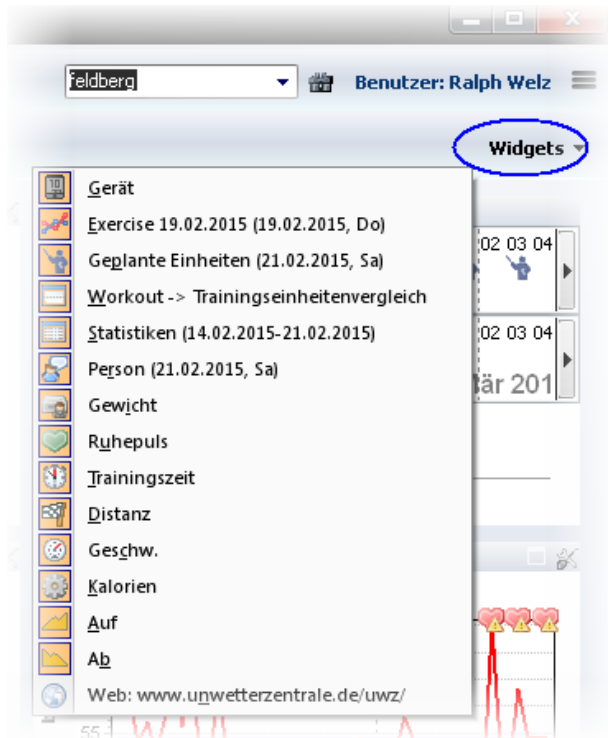 feldberg
Benutzer: Ralph Welz
Widgets
Gerät
Exercise 19.02.2015 (19.02.2015, Do)
Geplante Einheiten (21.02.2015, Sa)
02 03 04
Workout -> Trainingseinheitenvergleich
Statistiken (14.02.2015-21.02.2015)
02 03 04
Person (21.02.2015, Sa)
är 201
Gewicht
Ruhepuls
Trainingszeit
Distanz
Geschw.
Kalorien
Auf
Ab
Web: www.unwetterzentrale.de/uwz/
55